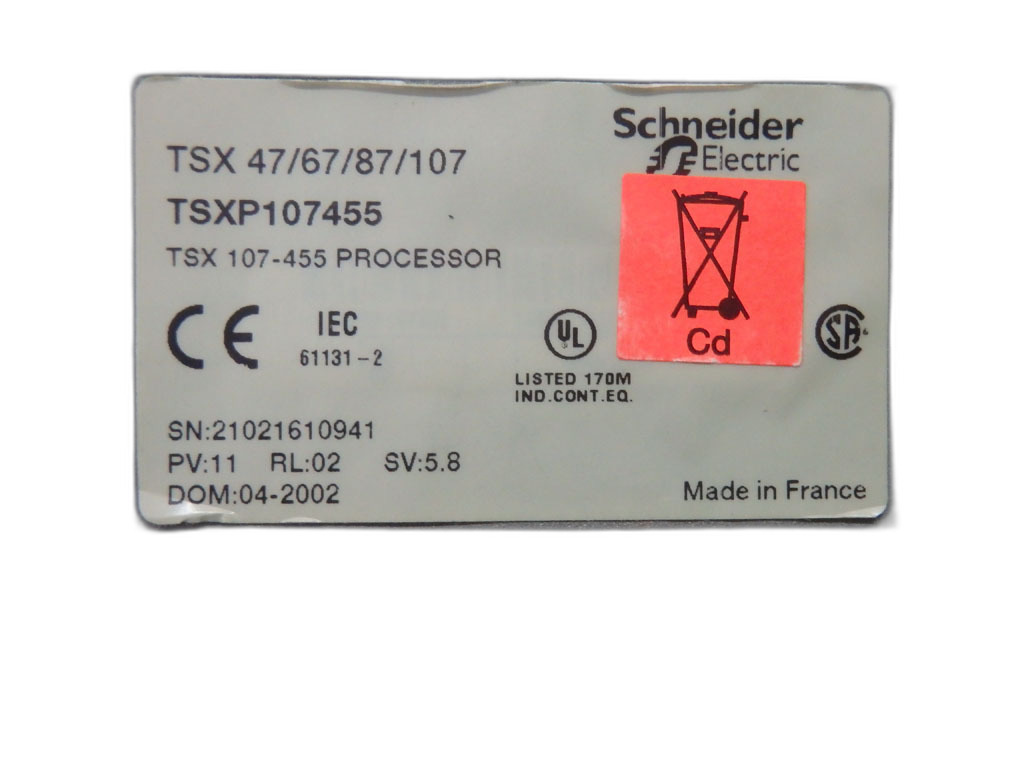 Schneider
Electric
TSX 47/67/87/107
TSXP107455
TSX 107-455 PROCESSOR
CE
IEC
61131-2
UL
LISTED 170M
IND.CONT.EQ.
Cd
SA
SN:21021610941
PV:11 RL:02 SV:5.8
DOM:04-2002
Made in France